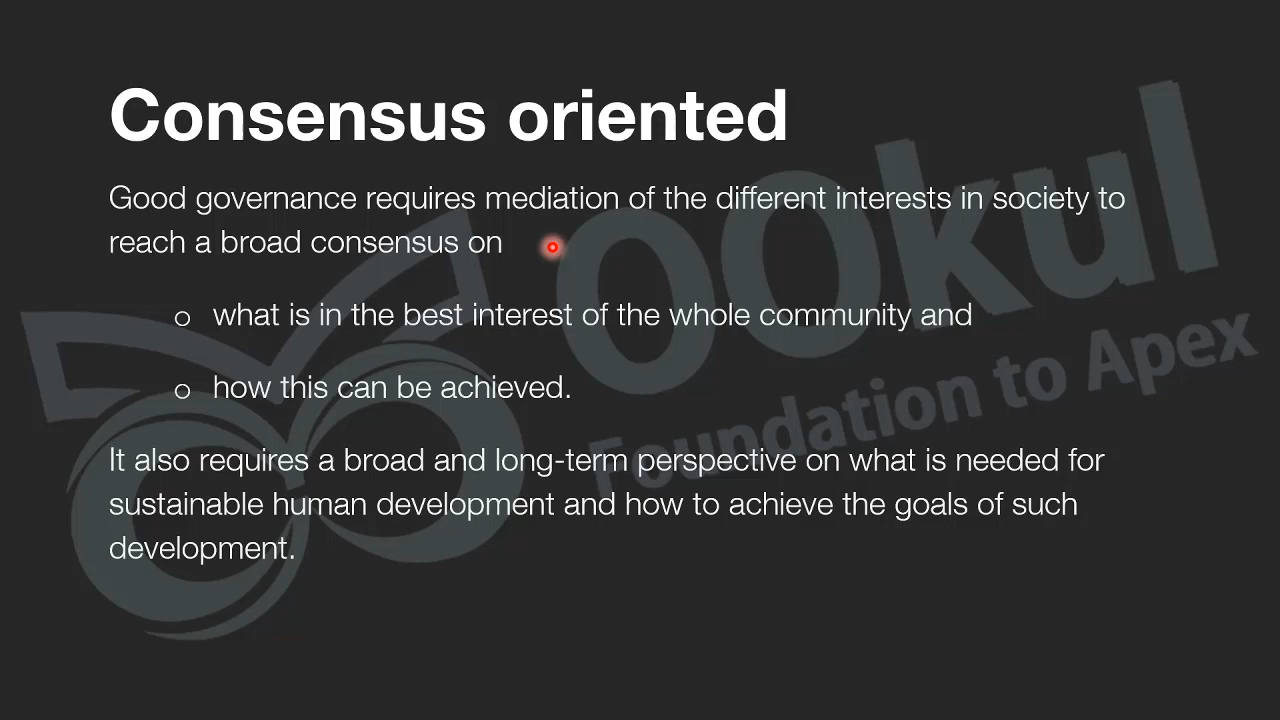 Consensus oriented
Good governance requires mediation of the different interests in society to
reach a broad consensus on
o what is in the best interest of the whole community and
o how this can be achieved.
It also requires a broad and long-term perspective on what is needed for
sustainable human development and how to achieve the goals of such
development.
OOkul
Foundation to Apex